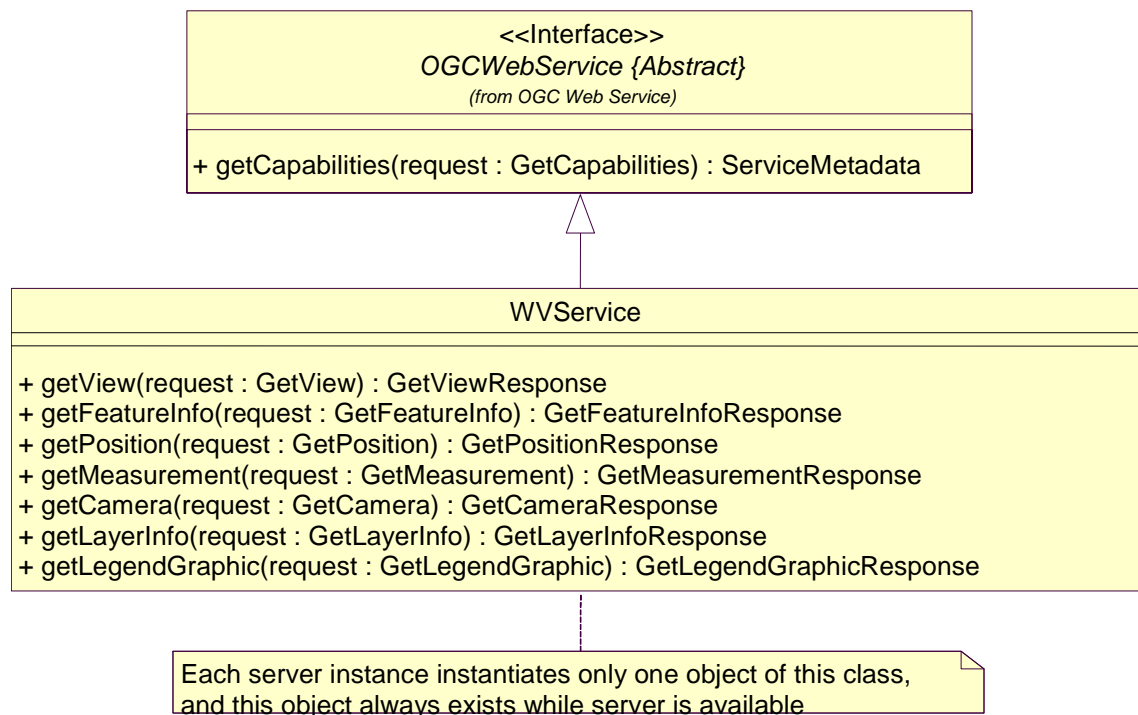 <<Interface>>
OGCWebService {Abstract}
(from OGC Web Service)
+ getCapabilities(request : GetCapabilities) : ServiceMetadata
WVService
+ getView(request : GetView) : GetViewResponse
+ getFeatureInfo(request : GetFeatureInfo) : GetFeatureInfoResponse
+ getPosition(request : GetPosition) : GetPositionResponse
+ getMeasurement(request : GetMeasurement) : GetMeasurementResponse
+ getCamera(request : GetCamera) : GetCameraResponse
+ getLayerInfo(request : GetLayerInfo) : GetLayerInfoResponse
+ getLegendGraphic(request : GetLegendGraphic) : GetLegendGraphicResponse
Each server instance instantiates only one object of this class,
and this object always exists while server is available